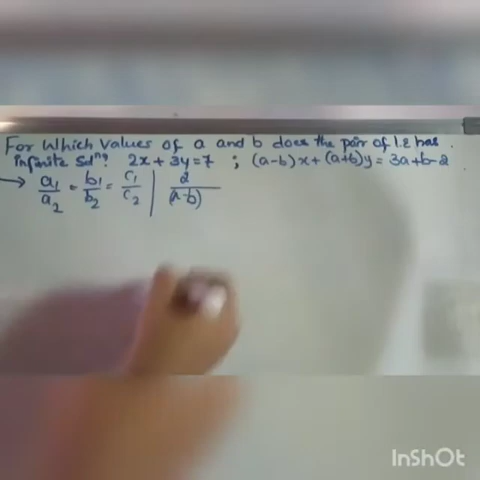 For Which Values of a and b does the pair of l.e has.
infinite Solⁿ? 2x + 3y = 7 ; (a-b)x + (a+b)y = 3a+b-2
→ a₁/a₂ = b₁/b₂ = c₁/c₂ | 2/(a-b)
InShOt